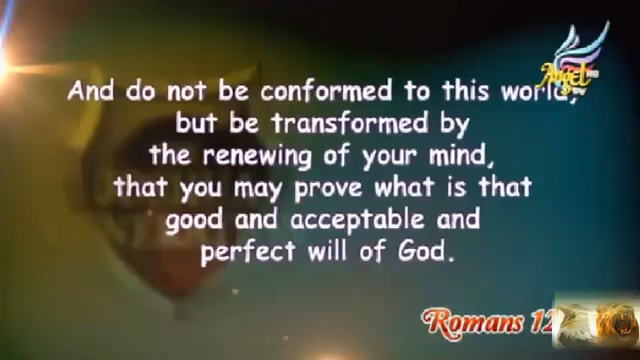 And do not be conformed to this world,
but be transformed by
the renewing of your mind,
that you may prove what is that
good and acceptable and
perfect will of God.
Romans 12
Angel